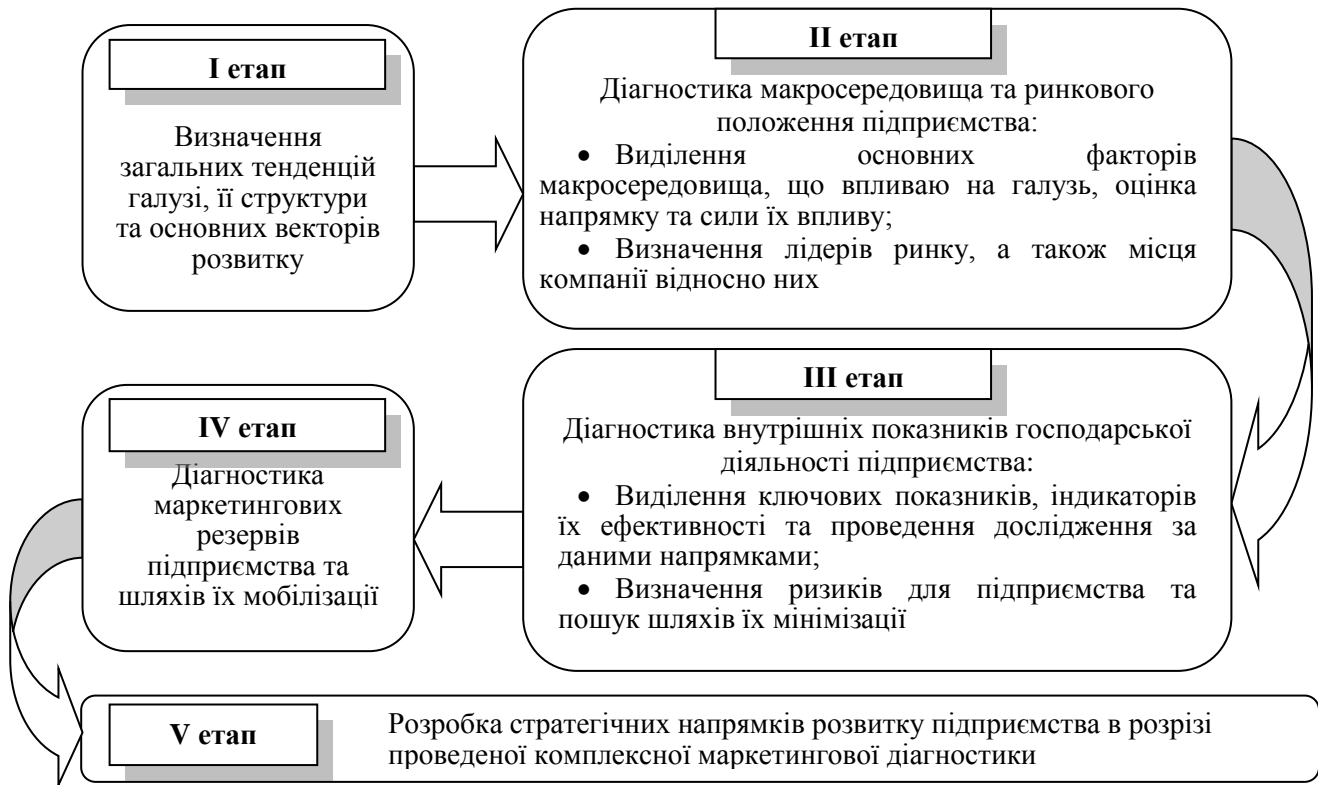 I етап
Визначення
загальних тенденцій
галузі, її структури
та основних векторів
розвитку
II етап
Діагностика макросередовища та ринкового
положення підприємства:
• Виділення основних факторів
макросередовища, що впливаю на галузь, оцінка
напрямку та сили їх впливу;
• Визначення лідерів ринку, а також місця
компанії відносно них
III етап
Діагностика внутрішніх показників господарської
діяльності підприємства:
• Виділення ключових показників, індикаторів
їх ефективності та проведення дослідження за
даними напрямками;
• Визначення ризиків для підприємства та
пошук шляхів їх мінімізації
IV етап
Діагностика
маркетингових
резервів
підприємства та
шляхів їх мобілізації
V етап
Розробка стратегічних напрямків розвитку підприємства в розрізі
проведеної комплексної маркетингової діагностики